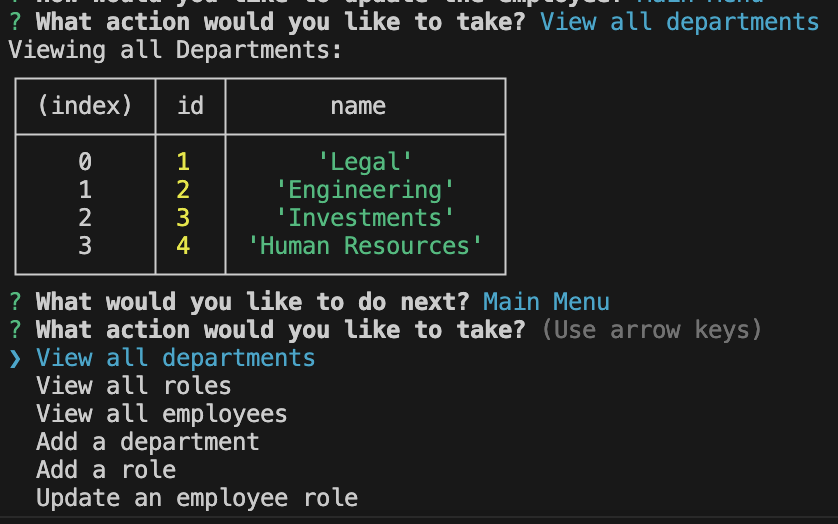 ? How would you like to update the employee? Main Menu
? What action would you like to take? View all departments
Viewing all Departments:
(index) id name
0 1 'Legal'
1 2 'Engineering'
2 3 'Investments'
3 4 'Human Resources'
? What would you like to do next? Main Menu
? What action would you like to take? (Use arrow keys)
❯ View all departments
View all roles
View all employees
Add a department
Add a role
Update an employee role